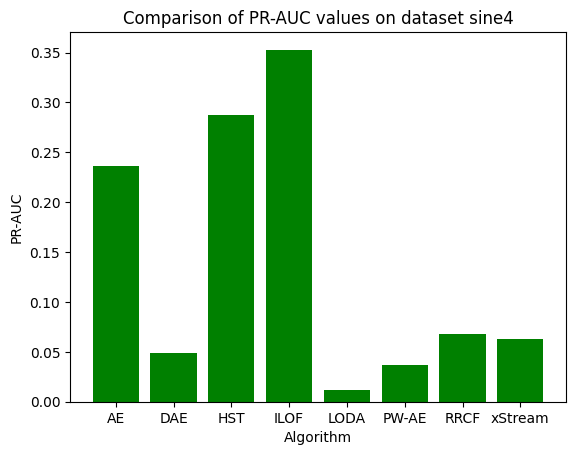 Comparison of PR-AUC values on dataset sine4
0.35
0.30
0.25
0.20
0.15
0.10
0.05
0.00
PR-AUC
AE DAE HST ILOF LODA PW-AE RRCF xStream
Algorithm